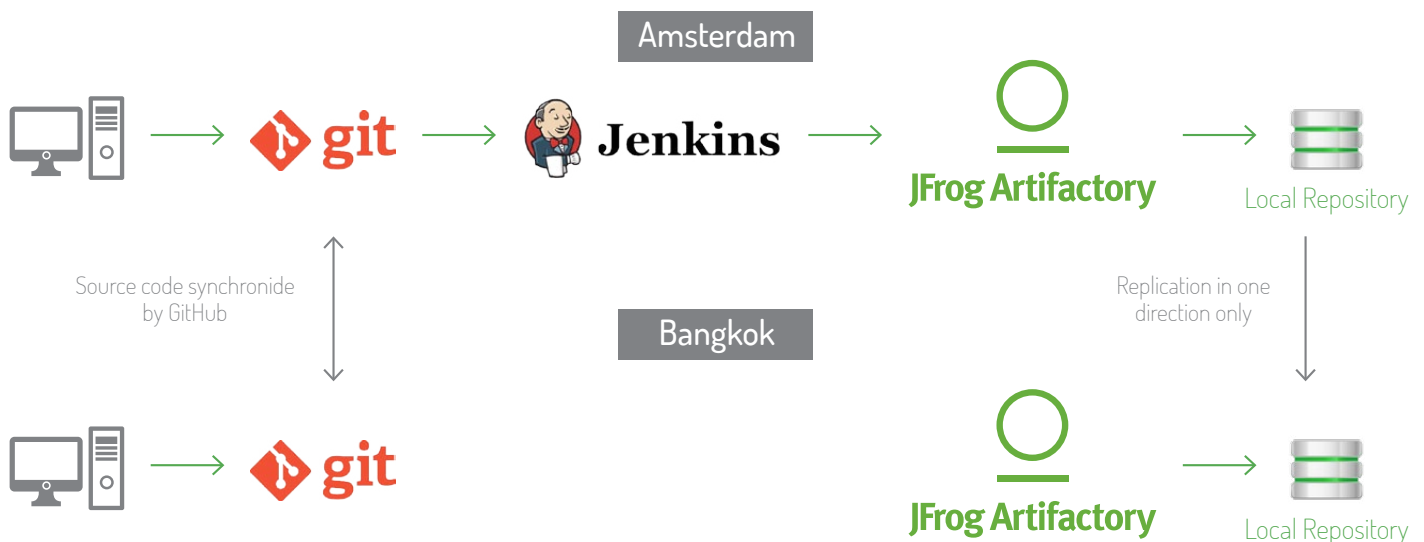 Amsterdam
git
Jenkins
JFrog Artifactory
Local Repository
Source code synchronide
by GitHub
Replication in one
direction only
Bangkok
git
JFrog Artifactory
Local Repository